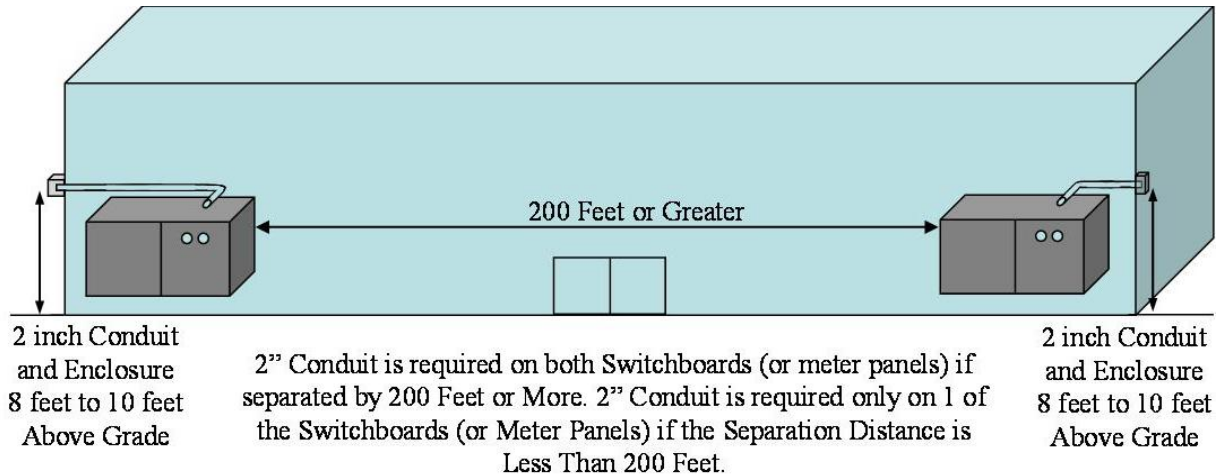 200 Feet or Greater
2 inch Conduit
and Enclosure
8 feet to 10 feet
Above Grade
2” Conduit is required on both Switchboards (or meter panels) if
separated by 200 Feet or More. 2” Conduit is required only on 1 of
the Switchboards (or Meter Panels) if the Separation Distance is
Less Than 200 Feet.
2 inch Conduit
and Enclosure
8 feet to 10 feet
Above Grade